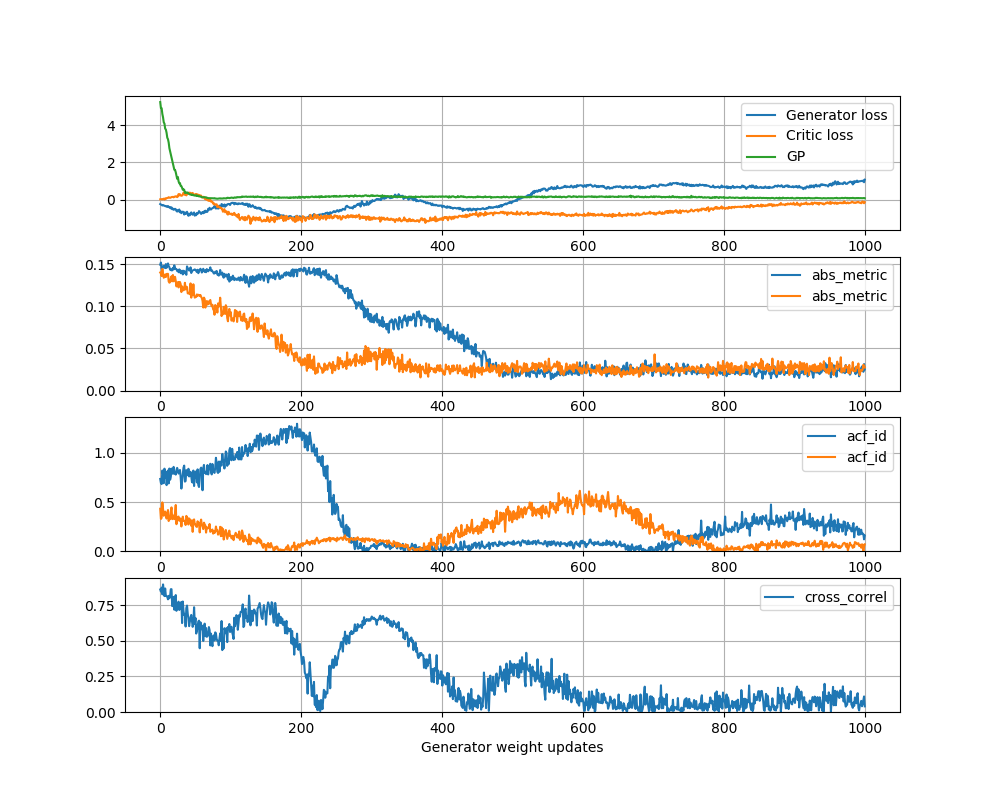 4
2
0
Generator loss
Critic loss
GP
0 200 400 600 800 1000
0.15
0.10
0.05
0.00
abs_metric
abs_metric
0 200 400 600 800 1000
1.0
0.5
0.0
acf_id
acf_id
0 200 400 600 800 1000
0.75
0.50
0.25
0.00
cross_correl
0 200 400 600 800 1000
Generator weight updates